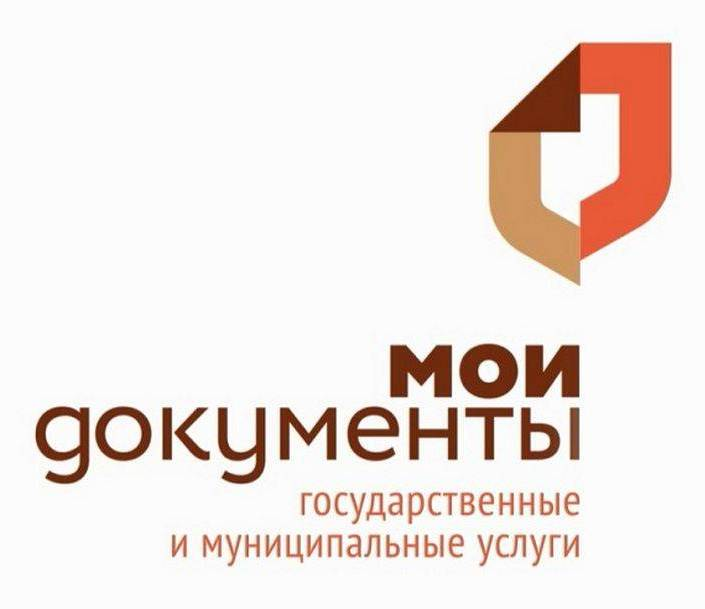 мои
документы
государственные
и муниципальные услуги